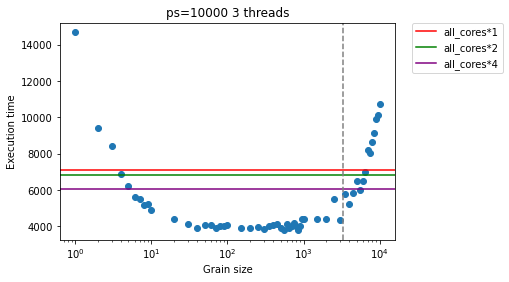 ps=10000 3 threads
Execution time
14000
12000
10000
8000
6000
4000
10⁰
10¹
10²
10³
10⁴
Grain size
all_cores*1
all_cores*2
all_cores*4